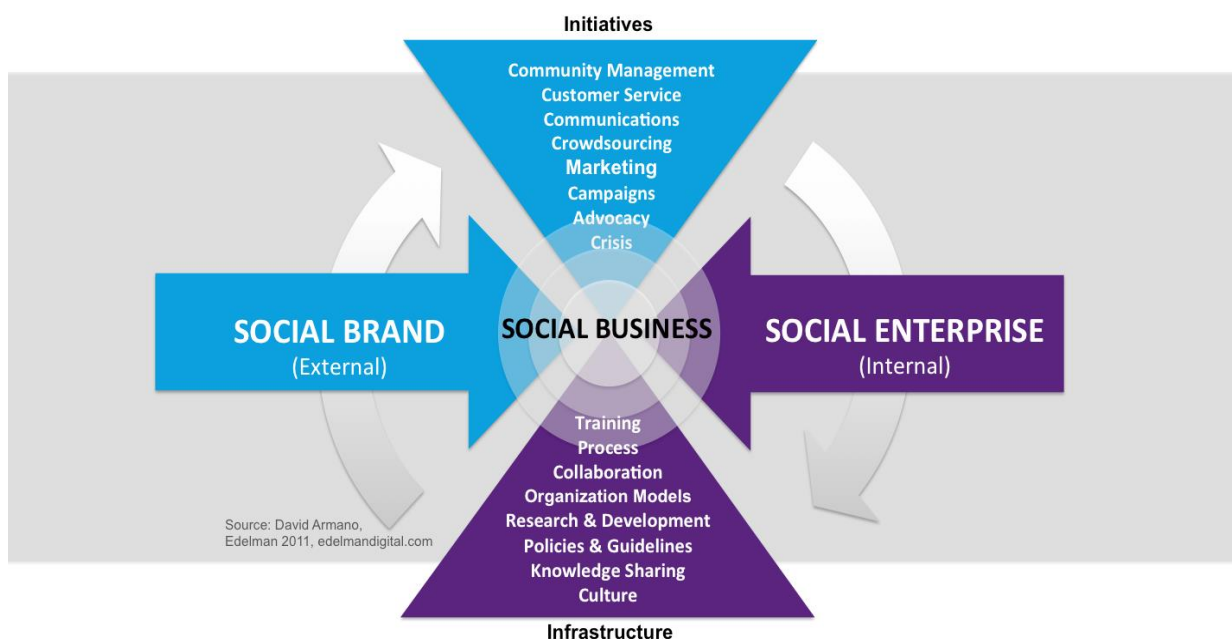 Initiatives
Community Management
Customer Service
Communications
Crowdsourcing
Marketing
Campaigns
Advocacy
Crisis
SOCIAL BRAND
(External)
SOCIAL BUSINESS
SOCIAL ENTERPRISE
(Internal)
Training
Process
Collaboration
Organization Models
Research & Development
Policies & Guidelines
Knowledge Sharing
Culture
Source: David Armano,
Edelman 2011, edelmandigital.com
Infrastructure